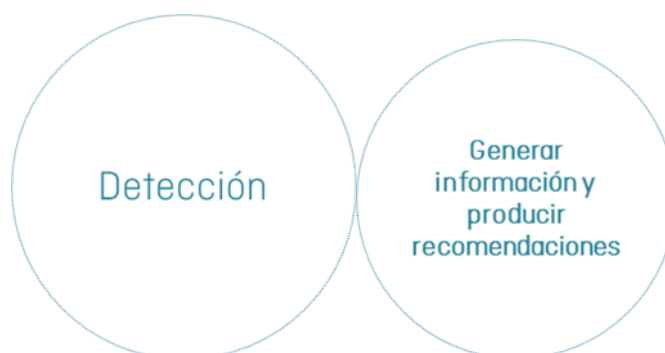 Detección
Generar
información y
producir
recomendaciones